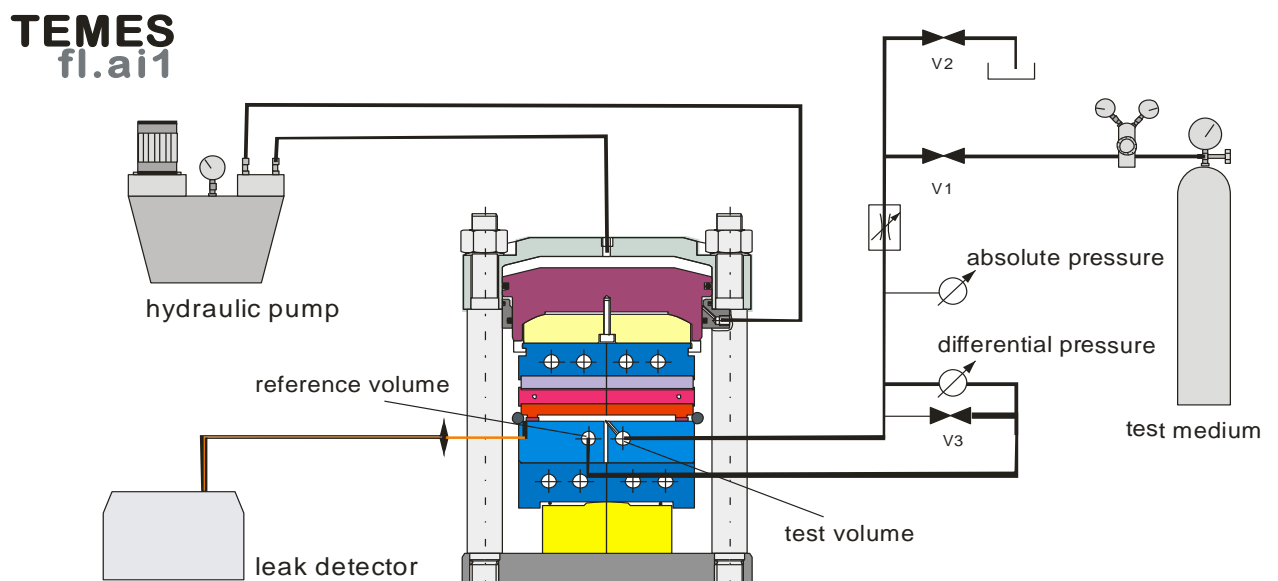 TEMES
fl.ai1
V2
V1
absolute pressure
hydraulic pump
differential pressure
reference volume
V3
test medium
test volume
leak detector